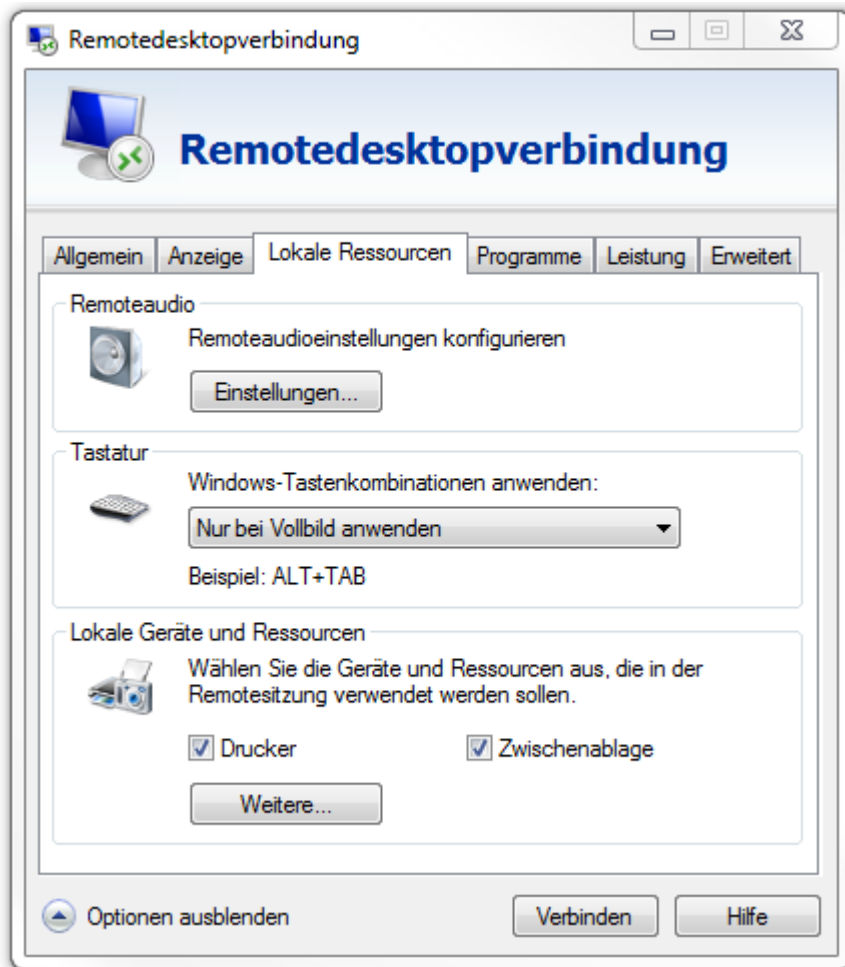 Remotedesktopverbindung
Remotedesktopverbindung
Allgemein Anzeige Lokale Ressourcen Programme Leistung Erweitert
Remoteaudio
Remoteaudioeinstellungen konfigurieren
Einstellungen...
Tastatur
Windows-Tastenkombinationen anwenden:
Nur bei Vollbild anwenden
Beispiel: ALT+TAB
Lokale Geräte und Ressourcen
Wählen Sie die Geräte und Ressourcen aus, die in der
Remotesitzung verwendet werden sollen.
Drucker Zwischenablage
Weitere...
Optionen ausblenden Verbinden Hilfe